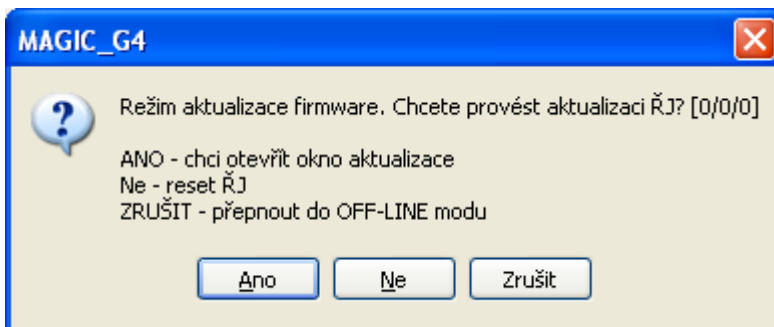 MAGIC_G4
Režim aktualizace firmware. Chcete provést aktualizaci ŘJ? [0/0/0]
ANO - chci otevřít okno aktualizace
Ne - reset ŘJ
ZRUŠIT - přepnout do OFF-LINE modu
Ano Ne Zrušit